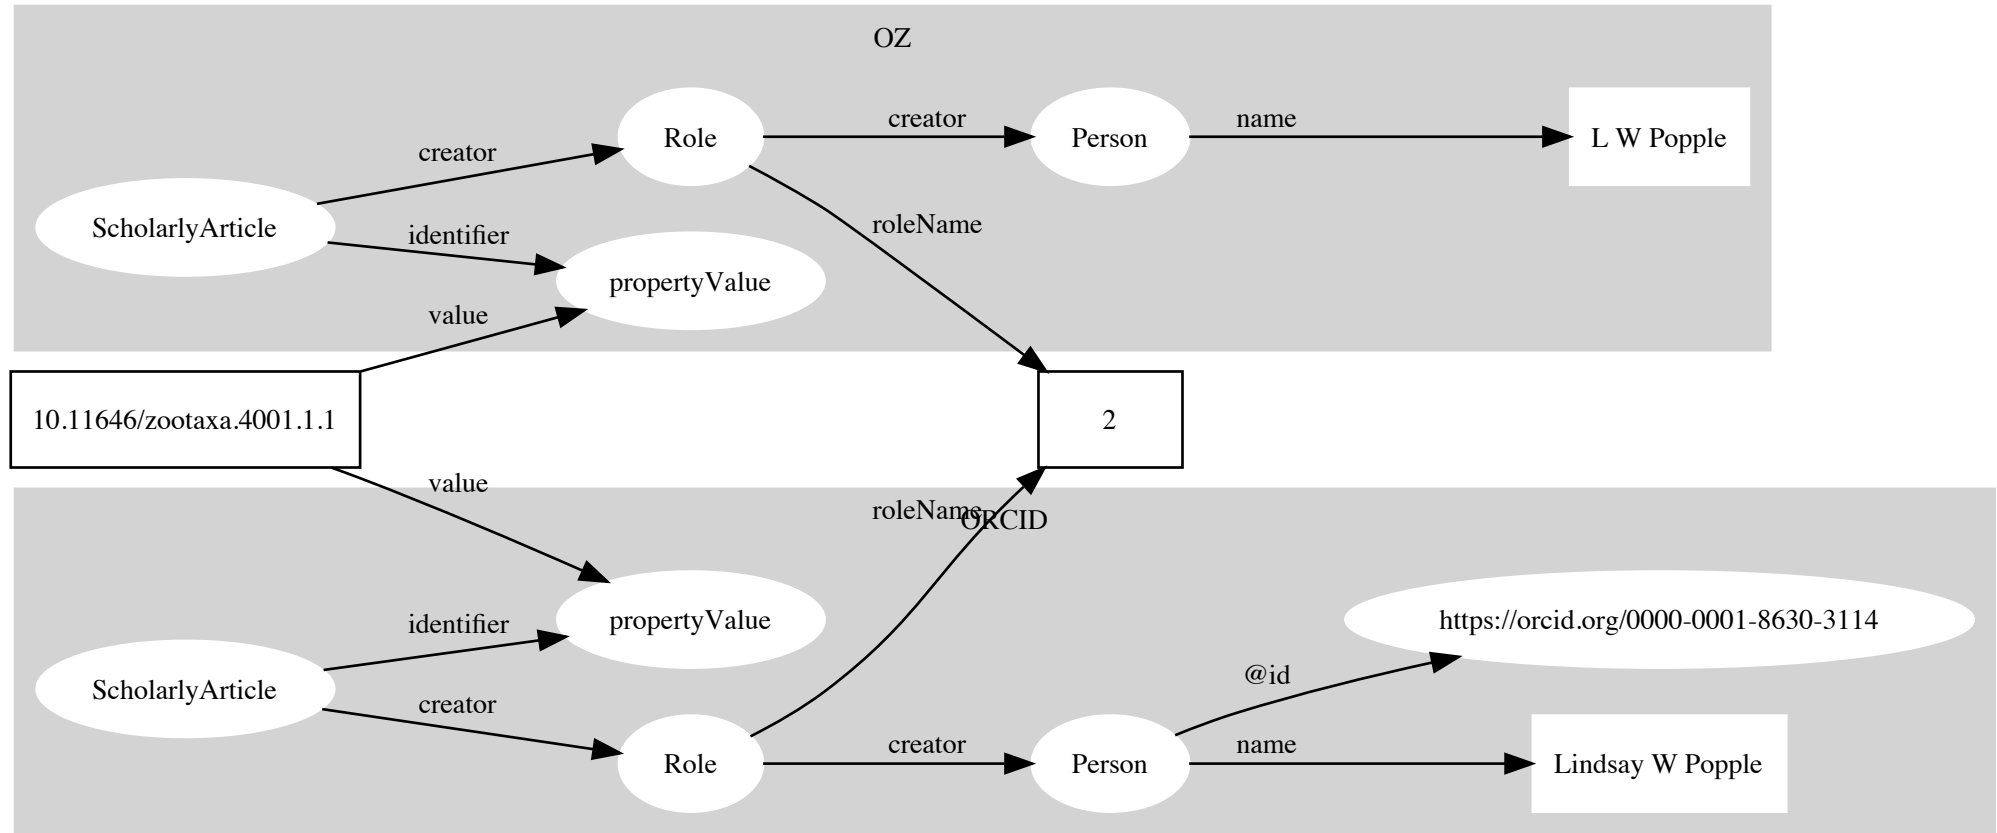 OZ
creator
Role
creator
Person
name
L W Popple
ScholarlyArticle
identifier
propertyValue
roleName
value
10.11646/zootaxa.4001.1.1
2
value
roleName
ORCID
ScholarlyArticle
identifier
propertyValue
creator
Role
creator
Person
@id
https://orcid.org/0000-0001-8630-3114
name
Lindsay W Popple